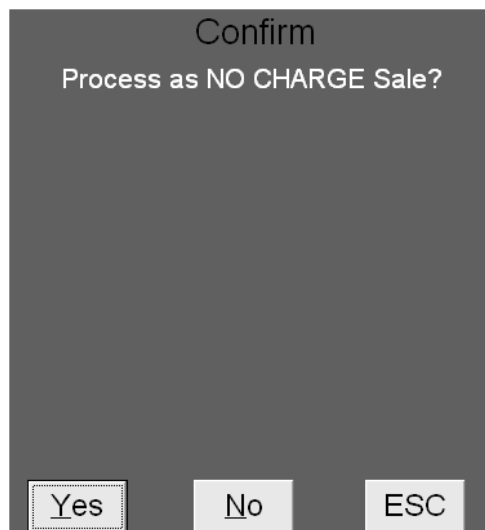 Confirm
Process as NO CHARGE Sale?
Yes No ESC